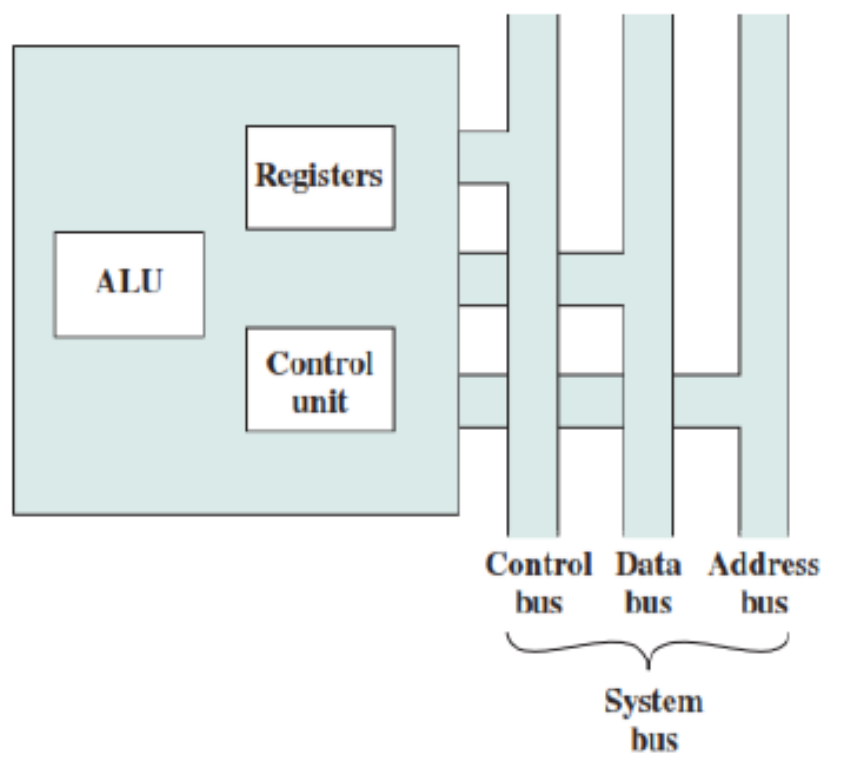 Registers
ALU
Control
unit
Control Data Address
bus bus bus
System
bus